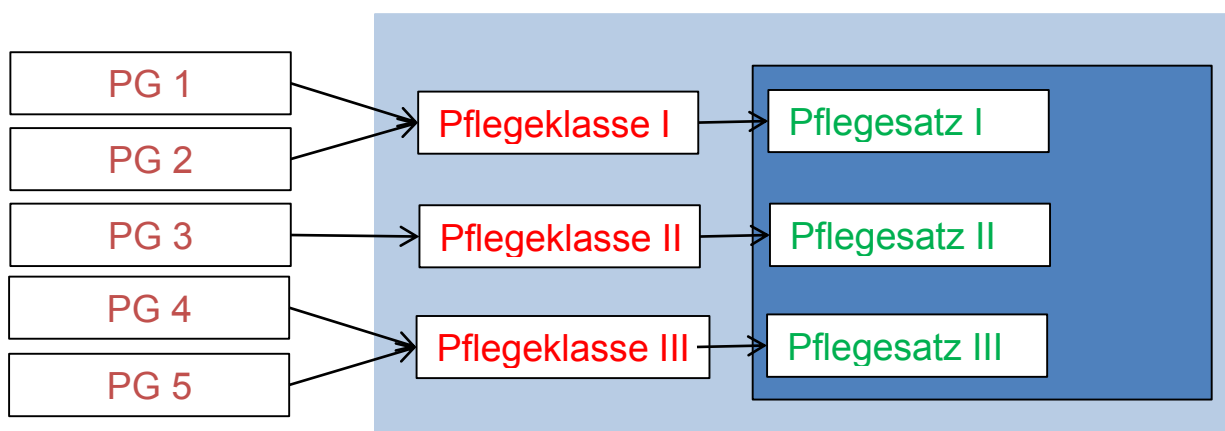 PG 1
PG 2
PG 3
PG 4
PG 5
Pflegeklasse I
Pflegeklasse II
Pflegeklasse III
Pflegesatz I
Pflegesatz II
Pflegesatz III